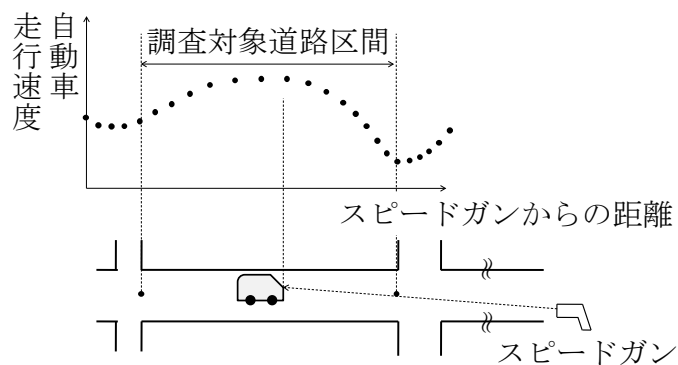 自動車
走行速度
調査対象道路区間
スピードガンからの距離
スピードガン